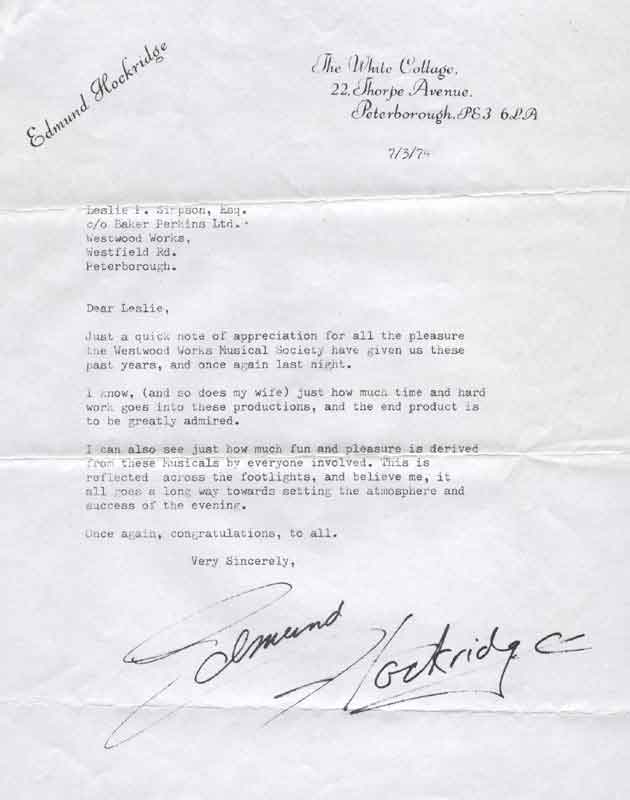 Edmund Hockridge
The White Cottage,
22, Thorpe Avenue,
Peterborough, PE3 6LA
7/3/74
Leslie P. Simpson, Esq.
c/o Baker Perkins Ltd.
Westwood Works,
Westfield Rd.
Peterborough.
Dear Leslie,
Just a quick note of appreciation for all the pleasure
the Westwood Works Musical Society have given us these
past years, and once again last night.
I know, (and so does my wife) just how much time and hard
work goes into these productions, and the end product is
to be greatly admired.
I can also see just how much fun and pleasure is derived
from these Musicals by everyone involved. This is
reflected across the footlights, and believe me, it
all goes a long way towards setting the atmosphere and
success of the evening.
Once again, congratulations, to all.
Very Sincerely,
Edmund Hockridge